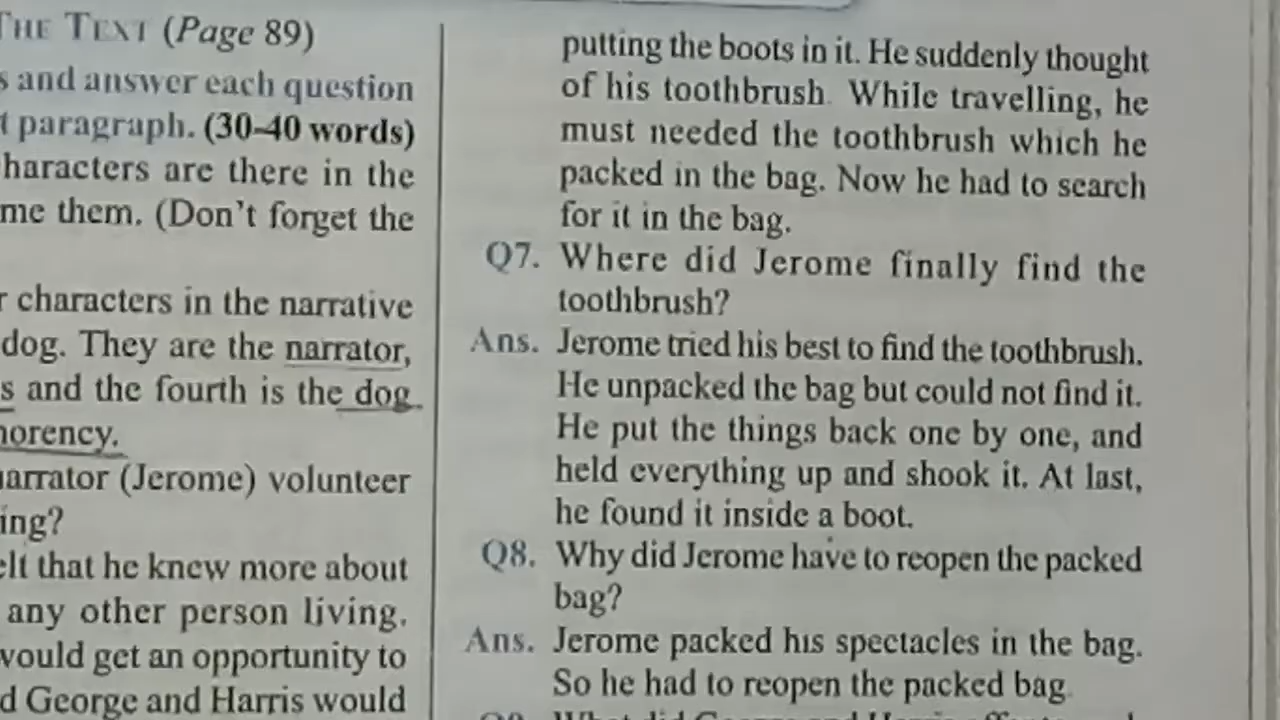 THE TEXT (Page 89)
and answer each question
paragraph. (30-40 words)
haracters are there in the
me them. (Don't forget the
characters in the narrative
dog. They are the narrator,
s and the fourth is the dog
morency.
arrator (Jerome) volunteer
ing?
elt that he knew more about
any other person living.
would get an opportunity to
d George and Harris would
putting the boots in it. He suddenly thought
of his toothbrush. While travelling, he
must needed the toothbrush which he
packed in the bag. Now he had to search
for it in the bag.
Q7. Where did Jerome finally find the
toothbrush?
Ans. Jerome tried his best to find the toothbrush.
He unpacked the bag but could not find it.
He put the things back one by one, and
held everything up and shook it. At last,
he found it inside a boot.
Q8. Why did Jerome have to reopen the packed
bag?
Ans. Jerome packed his spectacles in the bag.
So he had to reopen the packed bag.